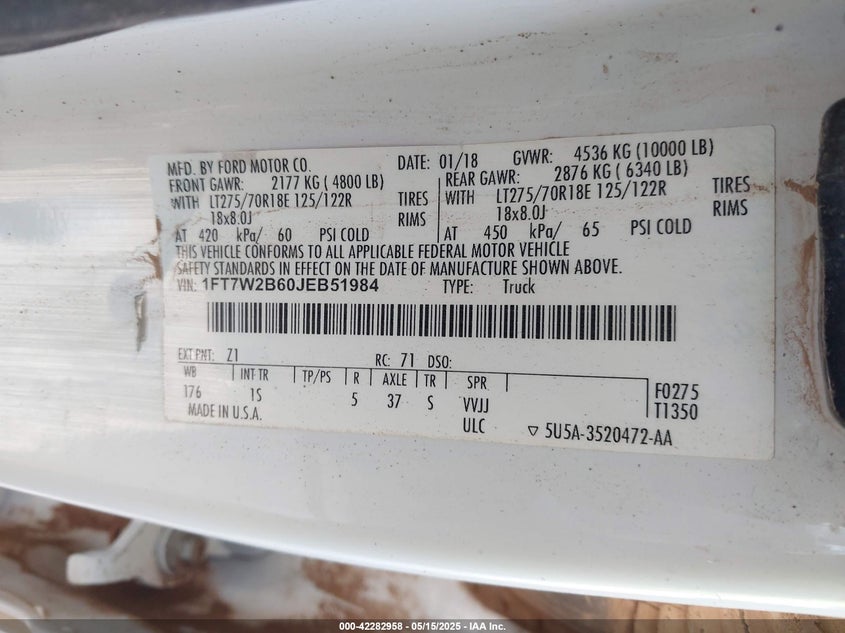 MFD. BY FORD MOTOR CO. DATE: 01/18 GVWR: 4536 KG (10000 LB)
FRONT GAWR: 2177 KG ( 4800 LB) REAR GAWR: 2876 KG ( 6340 LB)
WITH LT275/70R18E 125/122R TIRES WITH LT275/70R18E 125/122R TIRES
18x8.0J RIMS 18x8.0J RIMS
AT 420 kPa/ 60 PSI COLD AT 450 kPa/ 65 PSI COLD
THIS VEHICLE CONFORMS TO ALL APPLICABLE FEDERAL MOTOR VEHICLE
SAFETY STANDARDS IN EFFECT ON THE DATE OF MANUFACTURE SHOWN ABOVE.
VIN: 1FT7W2B60JEB51984 TYPE: Truck
EXT PNT: Z1 RC: 71 DSO:
WB INT TR TP/PS R AXLE TR SPR F0275
176 1S 5 37 S VVJJ T1350
MADE IN U.S.A. ULC ▽ 5U5A-3520472-AA
000-42282958 - 05/15/2025 - IAA Inc.